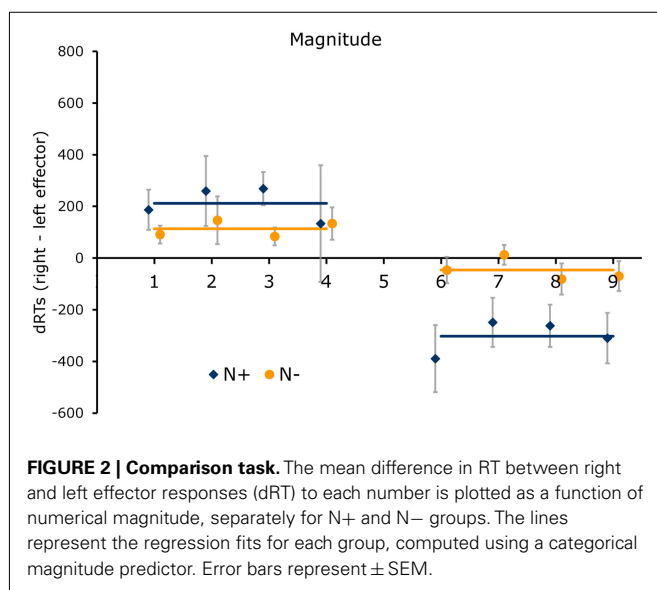 Magnitude
800
600
400
200
0
-200
-400
-600
dRTs (right - left effector)
1 2 3 4 5 6 7 8 9
N+ N-
FIGURE 2 | Comparison task. The mean difference in RT between right
and left effector responses (dRT) to each number is plotted as a function of
numerical magnitude, separately for N+ and N− groups. The lines
represent the regression fits for each group, computed using a categorical
magnitude predictor. Error bars represent ± SEM.